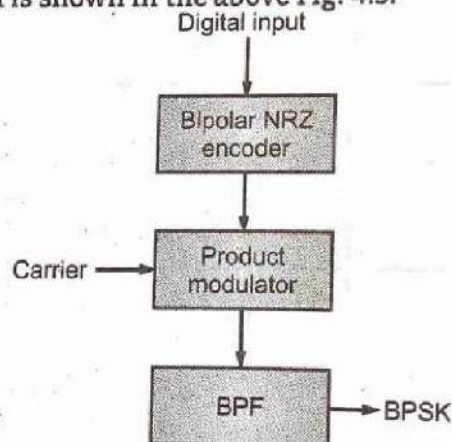 is shown in the above Fig. 4.3.
Digital input
Bipolar NRZ
encoder
Carrier
Product
modulator
BPF
BPSK